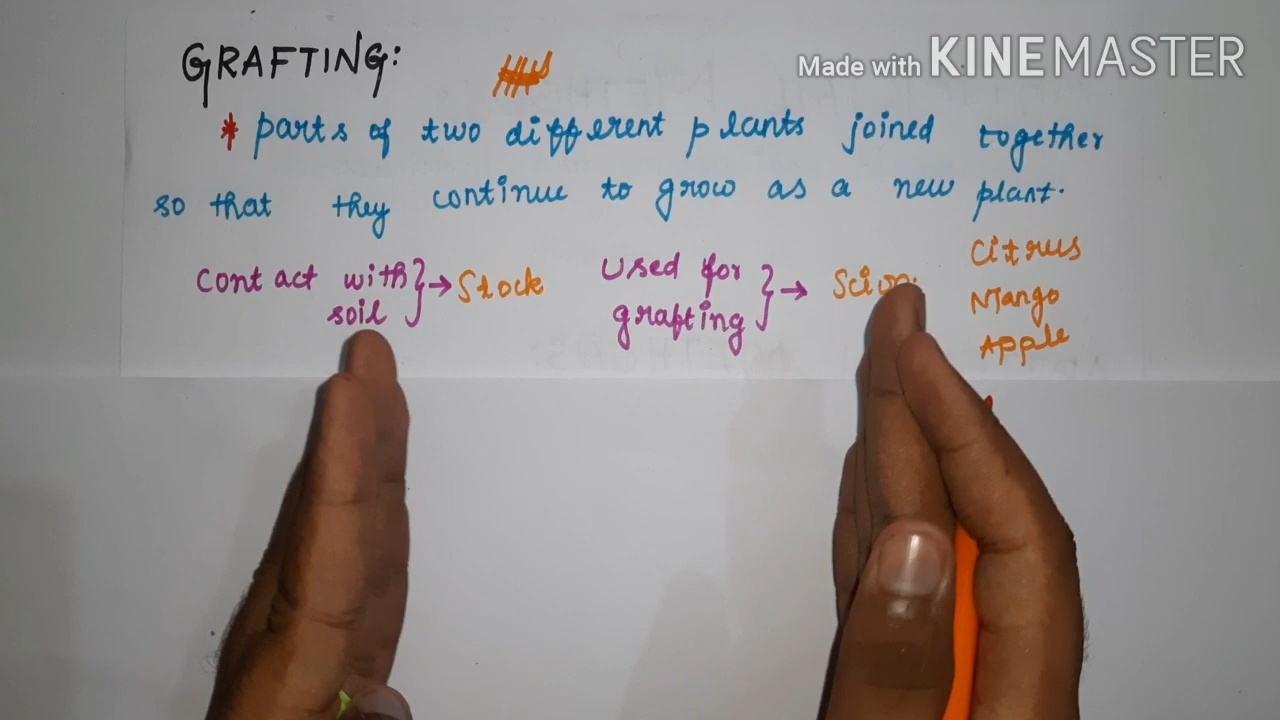 Made with KINEMASTER
GRAFTING:
* parts of two different plants joined together
so that they continue to grow as a new plant.
Contact with
soil
} → Stock
Used for
grafting
} → Scion.
Citrus
Mango
Apple